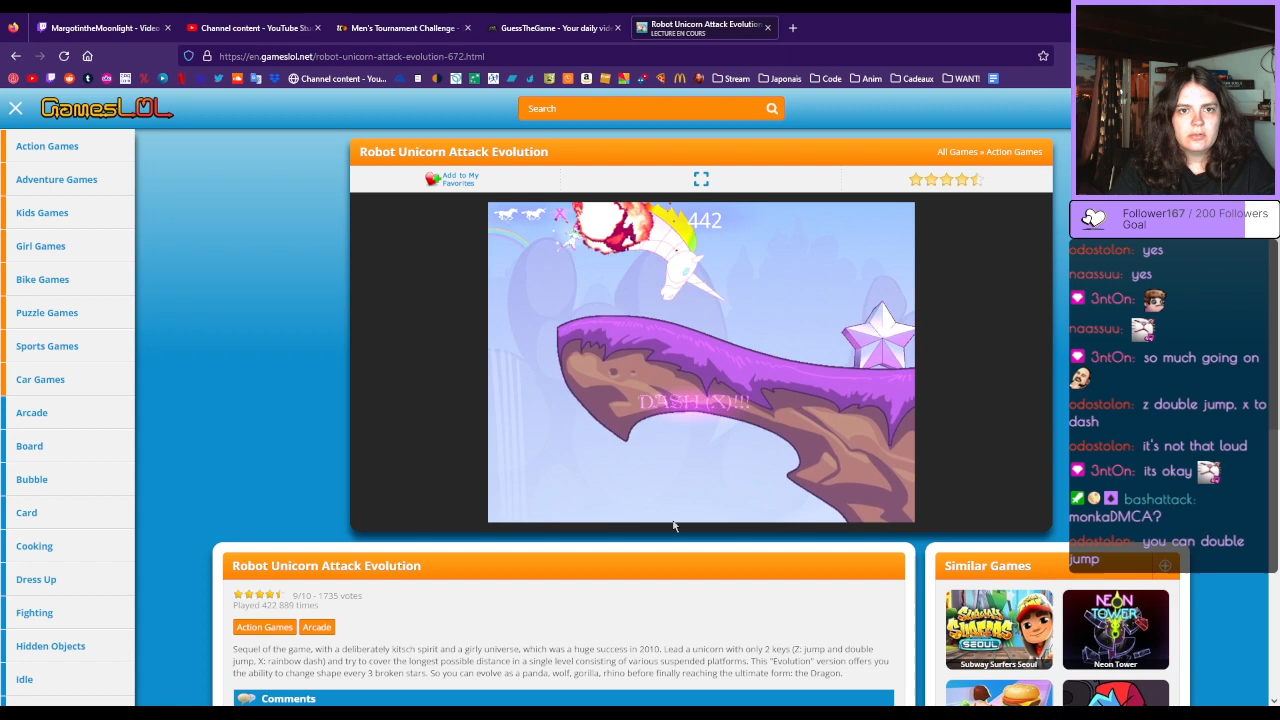 MargotintheMoonlight - Video
Channel content - YouTube Stu
Men's Tournament Challenge -
GuessTheGame - Your daily vid
Robot Unicorn Attack Evolution
LECTURE EN COURS
https://en.gameslol.net/robot-unicorn-attack-evolution-672.html
Channel content - You...
Stream
Japonais
Code
Anim
Cadeaux
WANT!
GAMESLOL
Search
Action Games
Adventure Games
Kids Games
Girl Games
Bike Games
Puzzle Games
Sports Games
Car Games
Arcade
Board
Bubble
Card
Cooking
Dress Up
Fighting
Hidden Objects
Idle
Robot Unicorn Attack Evolution
All Games » Action Games
Add to My
Favorites
442
DASH (X)!!!
Robot Unicorn Attack Evolution
9/10 - 1735 votes
Played 422 889 times
Action Games
Arcade
Sequel of the game, with a deliberately kitsch spirit and a girly universe, which was a huge success in 2010. Lead a unicorn with only 2 keys (Z: jump and double
jump, X: rainbow dash) and try to cover the longest possible distance in a single level consisting of various suspended platforms. This "Evolution" version offers you
the ability to change shape every 3 broken stars. So you can evolve as a panda, wolf, gorilla, rhino before finally reaching the ultimate form: the Dragon.
Comments
Similar Games
SUBWAY SURFERS SEOUL
Subway Surfers Seoul
NEON TOWER
Neon Tower
Follower167 / 200 Followers
Goal
odostolon: yes
naassuu: yes
3ntOn:
naassuu:
3ntOn: so much going on
odostolon: z double jump, x to
dash
odostolon: it's not that loud
3ntOn: its okay
bashattack:
monkaDMCA?
odostolon: you can double
jump